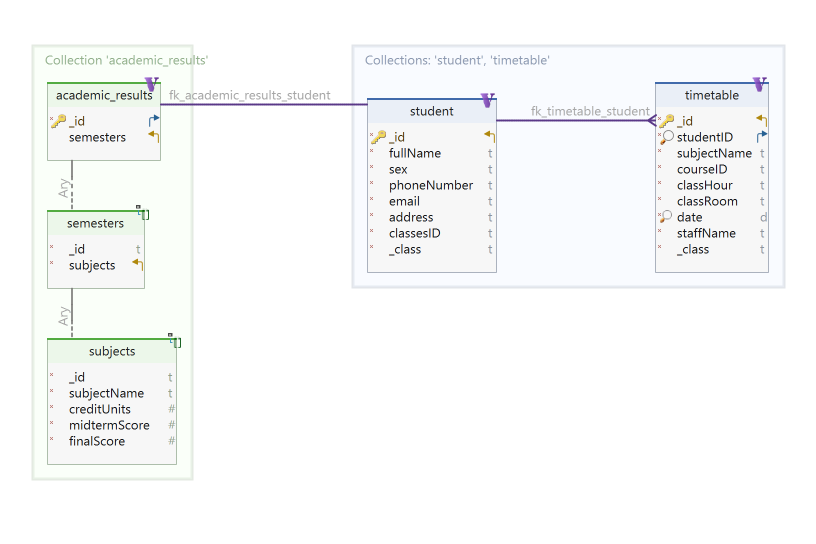 Collection 'academic_results'
academic_results
_id
semesters
Ary
semesters
_id t
subjects
Ary
subjects
_id t
subjectName t
creditUnits #
midtermScore #
finalScore #
fk_academic_results_student
Collections: 'student', 'timetable'
student
_id
fullName t
sex t
phoneNumber t
email t
address t
classesID t
_class t
fk_timetable_student
timetable
_id
studentID
subjectName t
courseID t
classHour t
classRoom t
date d
staffName t
_class t